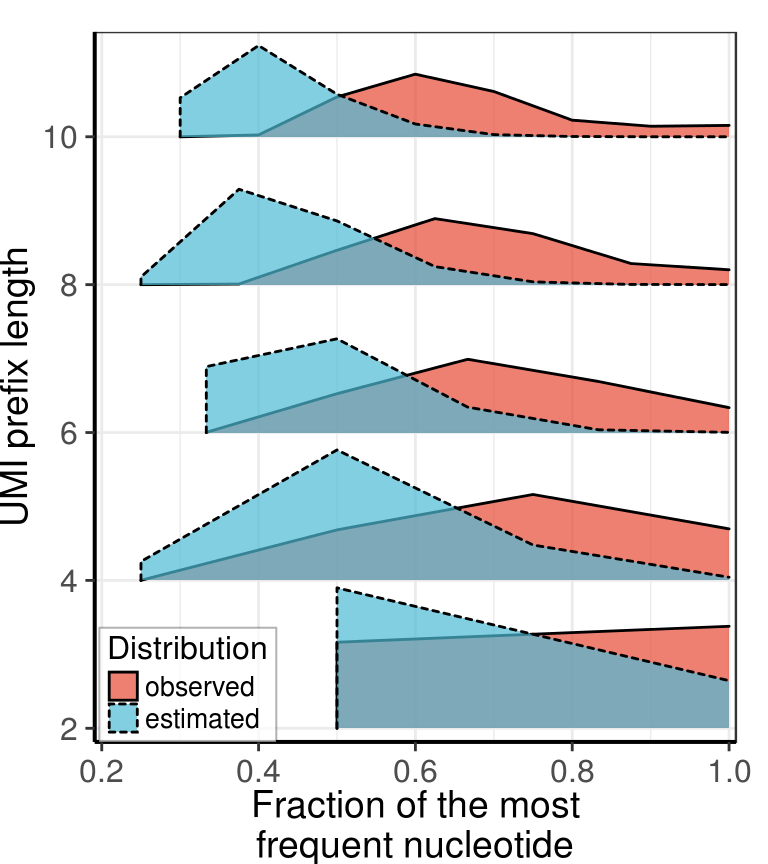 UMI prefix length
10
8
6
4
2
Distribution
observed
estimated
0.2 0.4 0.6 0.8 1.0
Fraction of the most
frequent nucleotide